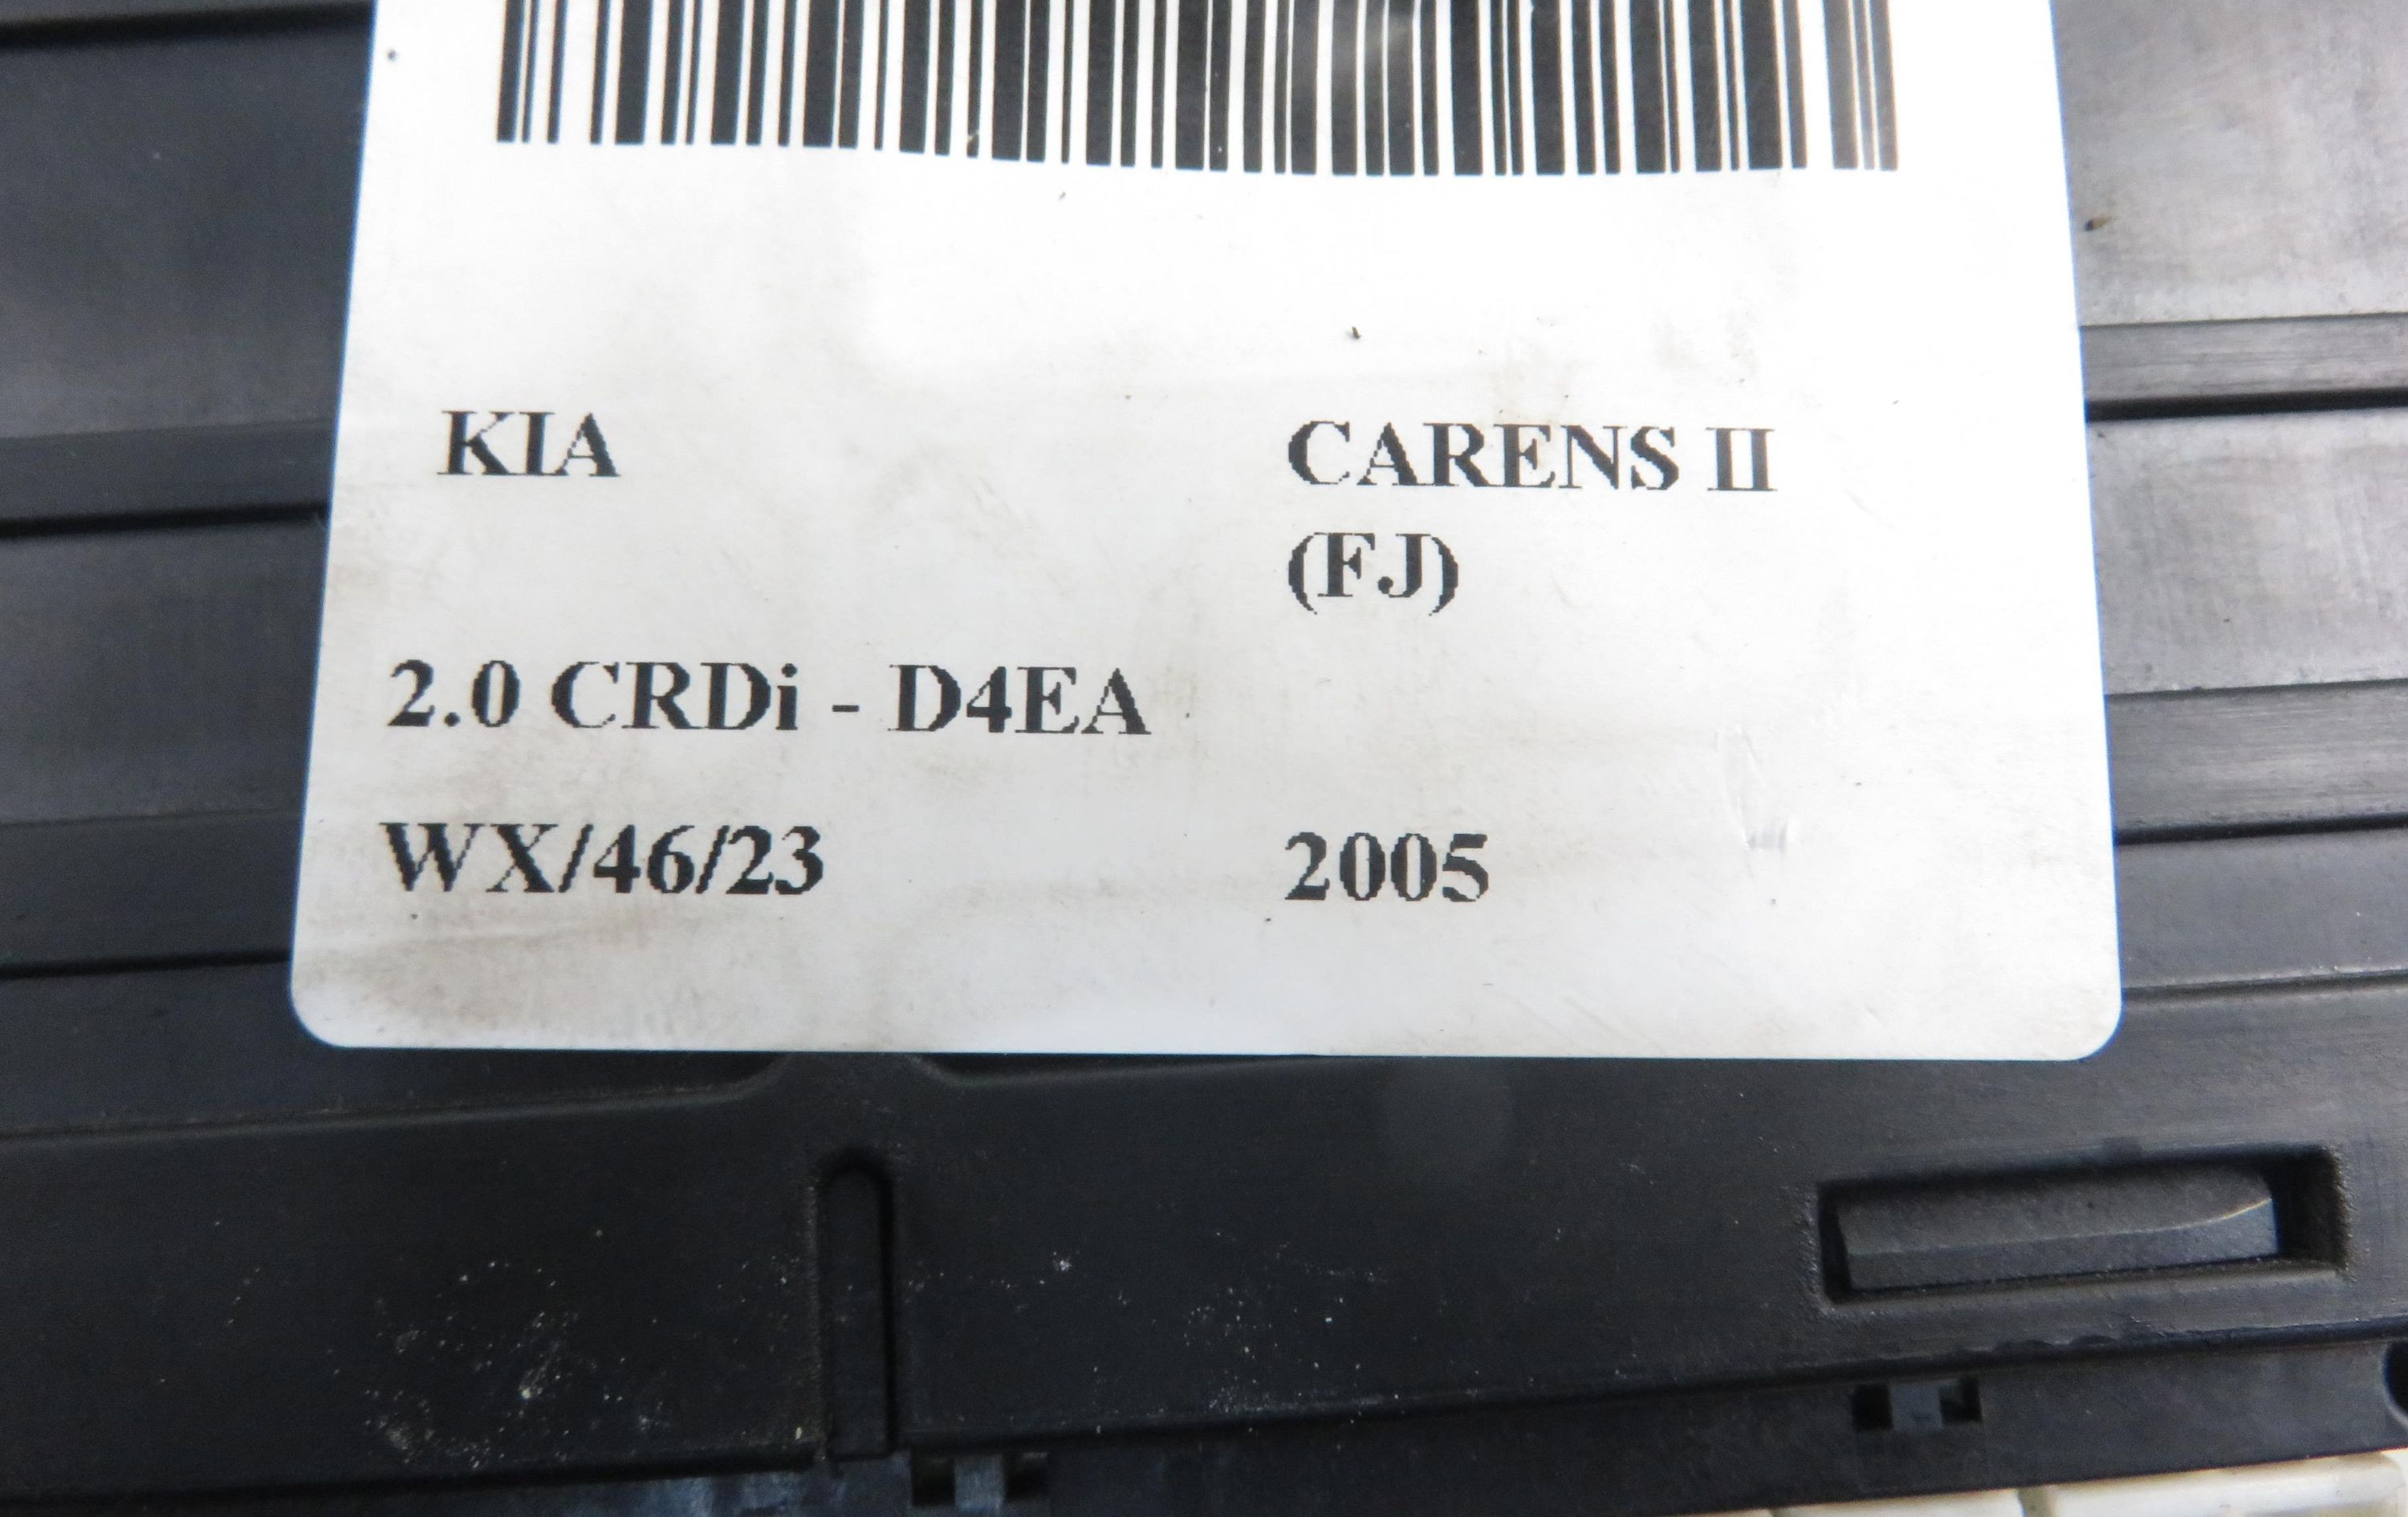 KIA CARENS II
(FJ)
2.0 CRDi - D4EA
WX/46/23 2005